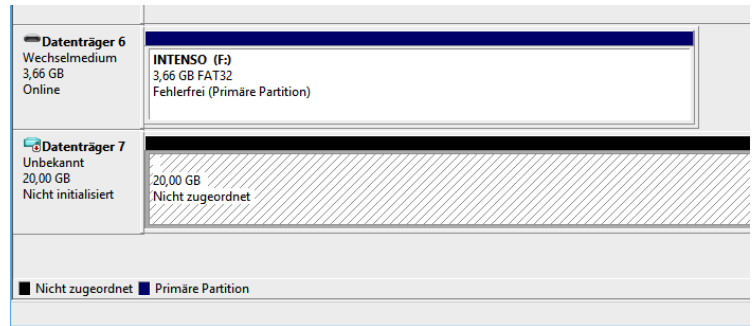 Datenträger 6
Wechselmedium
3,66 GB
Online
INTENSO (F:)
3,66 GB FAT32
Fehlerfrei (Primäre Partition)
Datenträger 7
Unbekannt
20,00 GB
Nicht initialisiert
20,00 GB
Nicht zugeordnet
Nicht zugeordnet Primäre Partition